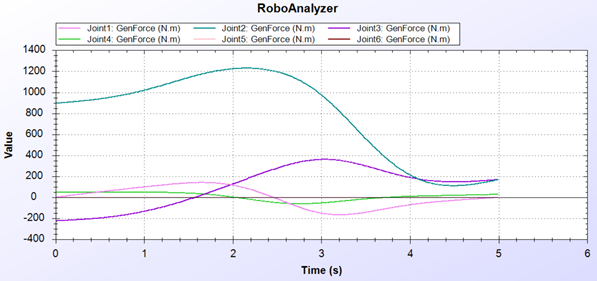 RoboAnalyzer
Joint1: GenForce (N.m) Joint2: GenForce (N.m) Joint3: GenForce (N.m)
Joint4: GenForce (N.m) Joint5: GenForce (N.m) Joint6: GenForce (N.m)
1400
1200
1000
800
600
400
200
0
-200
-400
Value
0 1 2 3 4 5 6
Time (s)